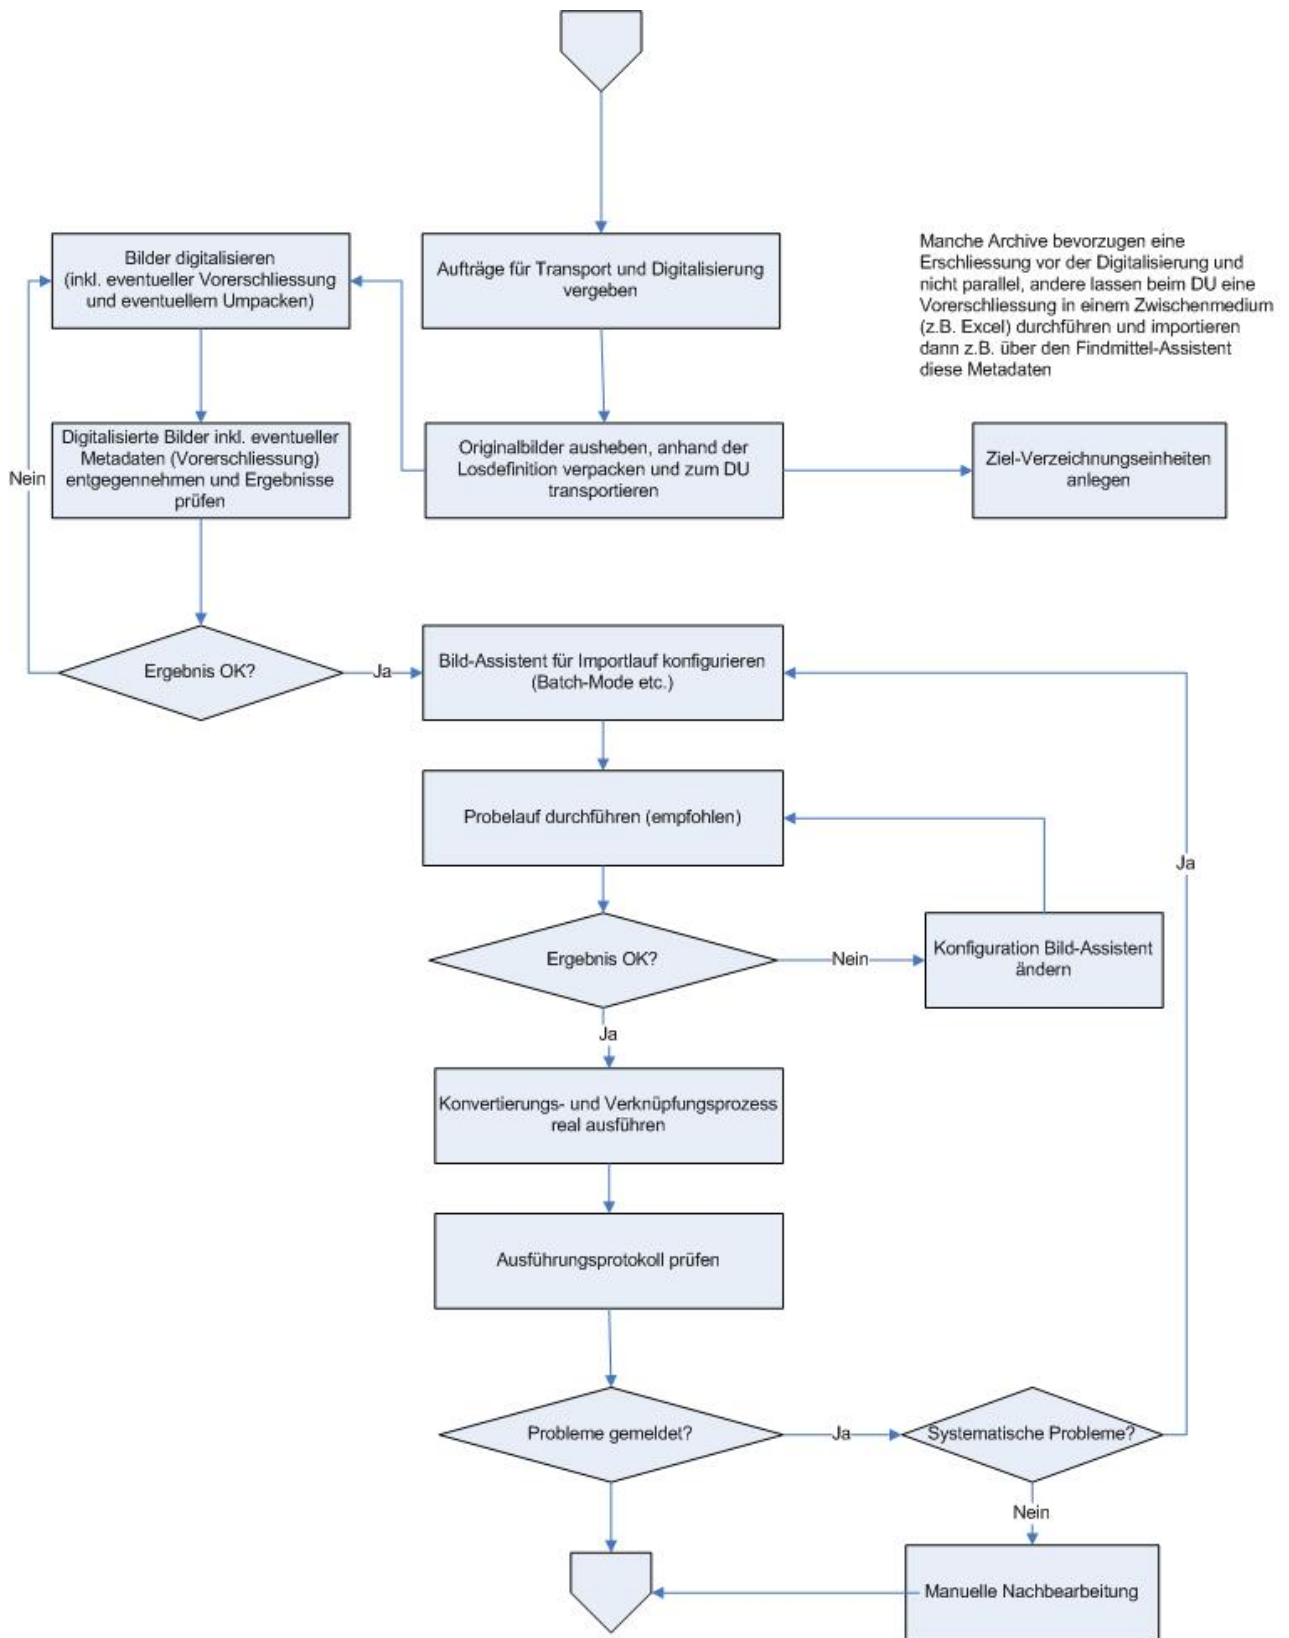 Bilder digitalisieren
(inkl. eventueller Vorerschliessung
und eventuellem Umpacken)
Aufträge für Transport und Digitalisierung
vergeben
Manche Archive bevorzugen eine
Erschliessung vor der Digitalisierung und
nicht parallel, andere lassen beim DU eine
Vorerschliessung in einem Zwischenmedium
(z.B. Excel) durchführen und importieren
dann z.B. über den Findmittel-Assistent
diese Metadaten
Digitalisierte Bilder inkl. eventueller
Metadaten (Vorerschliessung)
entgegennehmen und Ergebnisse
prüfen
Originalbilder ausheben, anhand der
Losdefinition verpacken und zum DU
transportieren
Ziel-Verzeichnungseinheiten
anlegen
Nein
Ergebnis OK?
Ja
Bild-Assistent für Importlauf konfigurieren
(Batch-Mode etc.)
Probelauf durchführen (empfohlen)
Ja
Ergebnis OK?
Nein
Konfiguration Bild-Assistent
ändern
Ja
Konvertierungs- und Verknüpfungsprozess
real ausführen
Ausführungsprotokoll prüfen
Probleme gemeldet?
Ja
Systematische Probleme?
Nein
Manuelle Nachbearbeitung